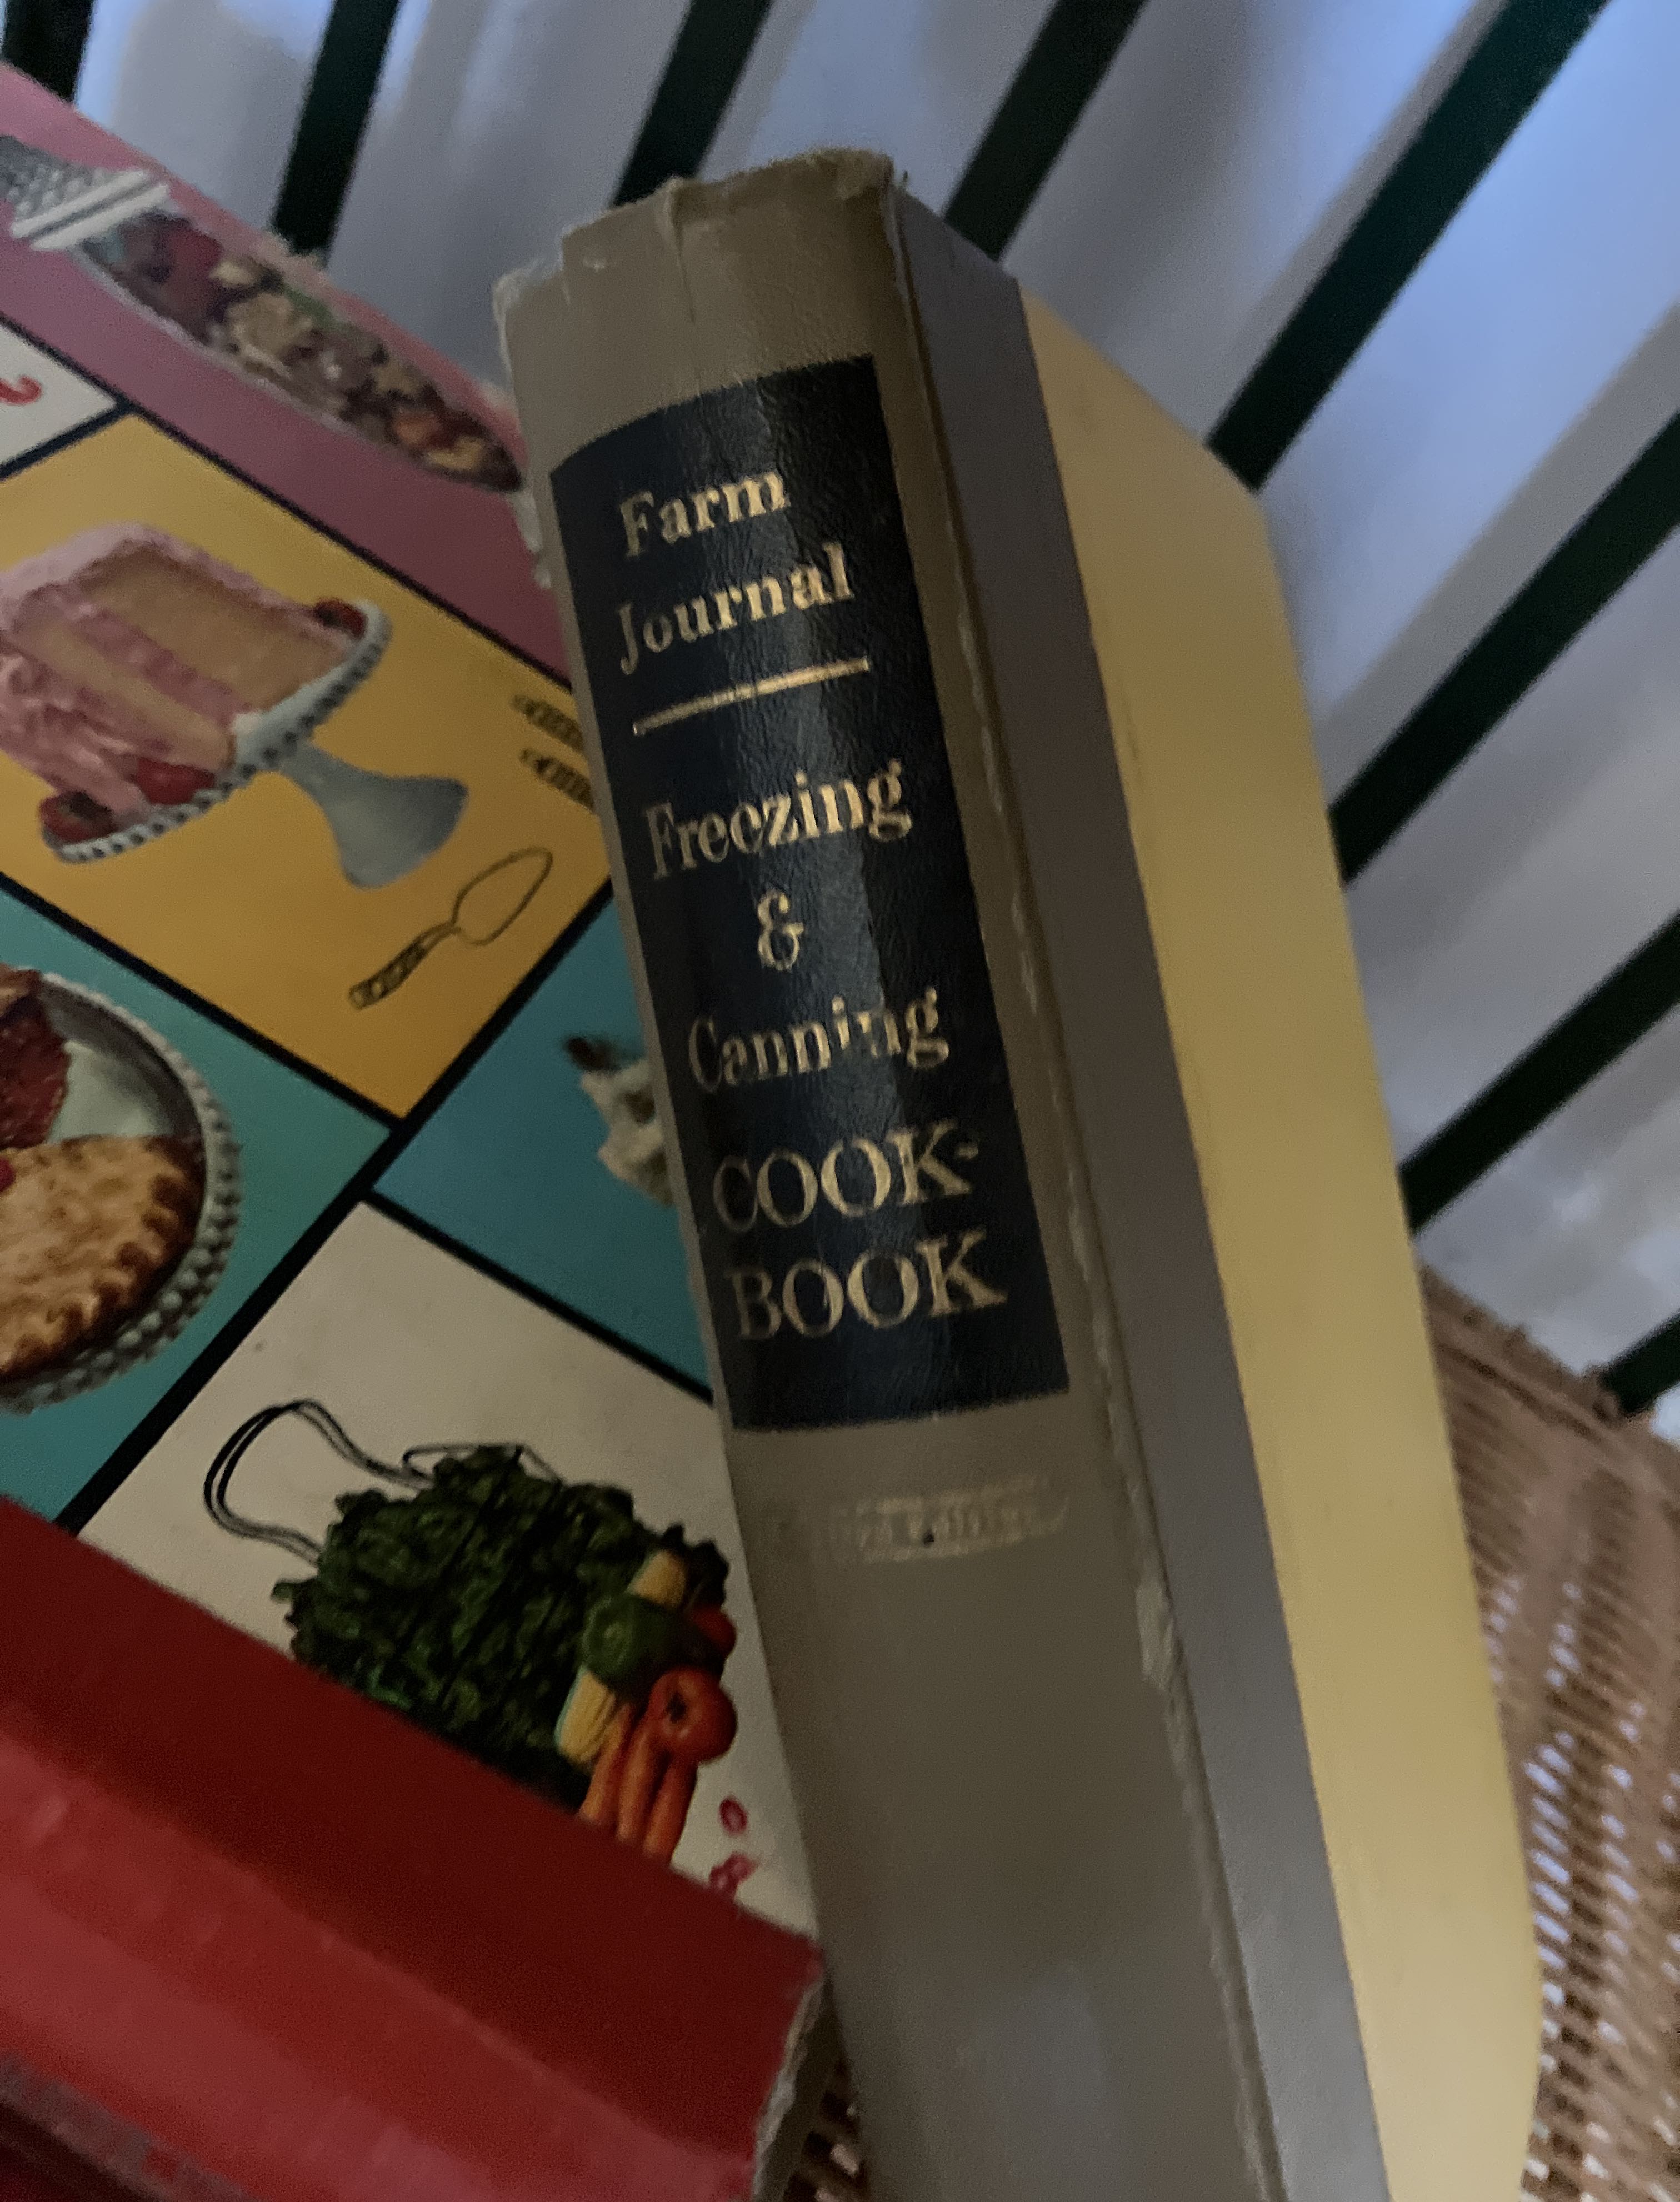 Farm
Journal
Freezing
&
Canning
COOK-
BOOK